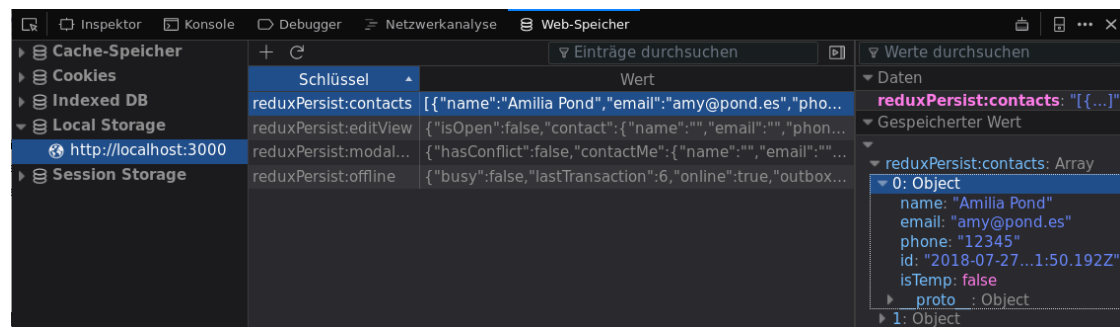 Inspektor Konsole Debugger Netzwerkanalyse Web-Speicher
Cache-Speicher
Cookies
Indexed DB
Local Storage
http://localhost:3000
Session Storage
Einträge durchsuchen
Schlüssel Wert
reduxPersist:contacts [{"name":"Amilia Pond","email":"amy@pond.es","pho...
reduxPersist:editView {"isOpen":false,"contact":{"name":"","email":"","phon...
reduxPersist:modal... {"hasConflict":false,"contactMe":{"name":"","email":""...
reduxPersist:offline {"busy":false,"lastTransaction":6,"online":true,"outbox...
Werte durchsuchen
Daten
reduxPersist:contacts: "[{...]"
Gespeicherter Wert
reduxPersist:contacts: Array
0: Object
name: "Amilia Pond"
email: "amy@pond.es"
phone: "12345"
id: "2018-07-27...1:50.192Z"
isTemp: false
__proto__: Object
1: Object